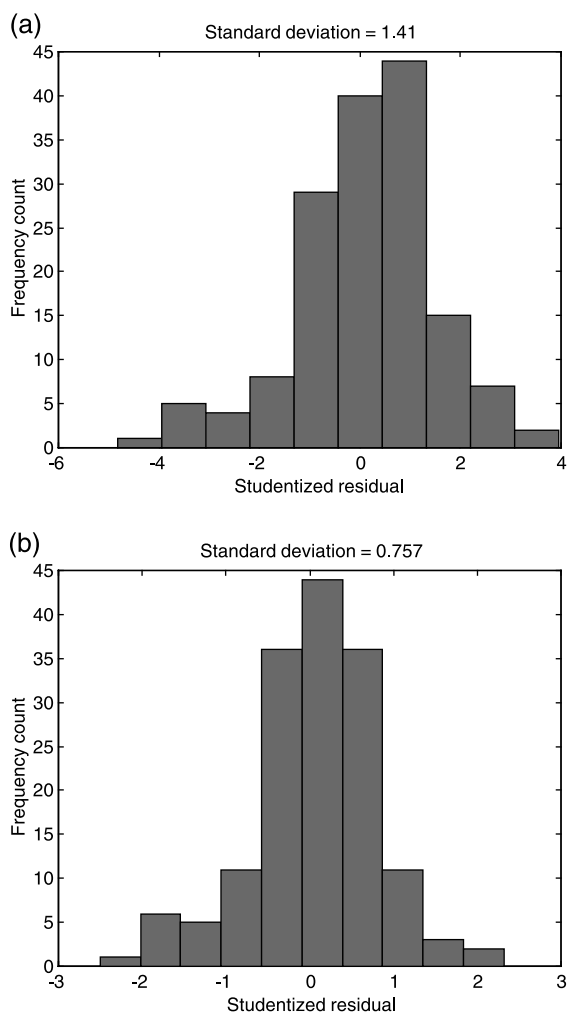 (a)
Standard deviation = 1.41
45
40
35
30
25
20
15
10
5
0
Frequency count
-6 -4 -2 0 2 4
Studentized residual
(b)
Standard deviation = 0.757
45
40
35
30
25
20
15
10
5
0
Frequency count
-3 -2 -1 0 1 2 3
Studentized residual